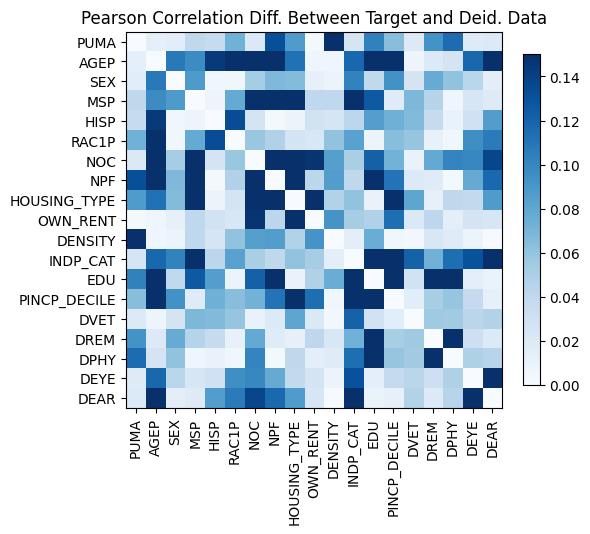 Pearson Correlation Diff. Between Target and Deid. Data
PUMA
AGEP
SEX
MSP
HISP
RAC1P
NOC
NPF
HOUSING_TYPE
OWN_RENT
DENSITY
INDP_CAT
EDU
PINCP_DECILE
DVET
DREM
DPHY
DEYE
DEAR
PUMA
AGEP
SEX
MSP
HISP
RAC1P
NOC
NPF
HOUSING_TYPE
OWN_RENT
DENSITY
INDP_CAT
EDU
PINCP_DECILE
DVET
DREM
DPHY
DEYE
DEAR
0.14
0.12
0.10
0.08
0.06
0.04
0.02
0.00